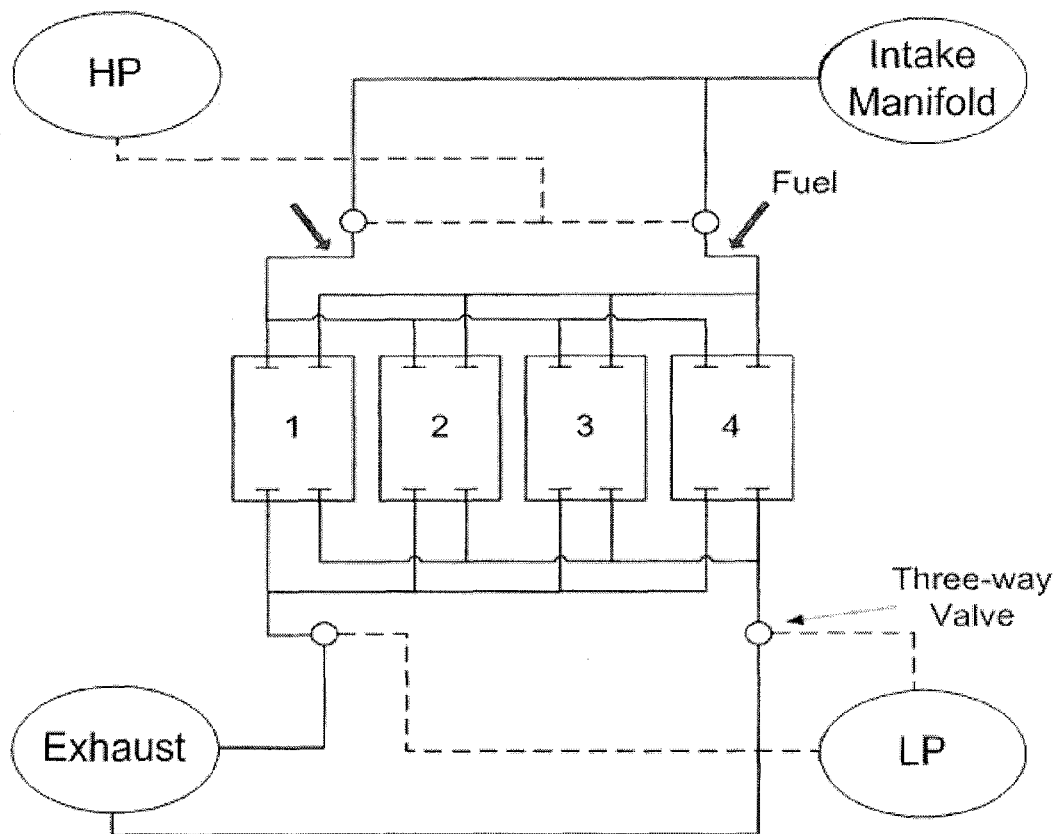 HP
Intake
Manifold
Fuel
1
2
3
4
Three-way
Valve
Exhaust
LP